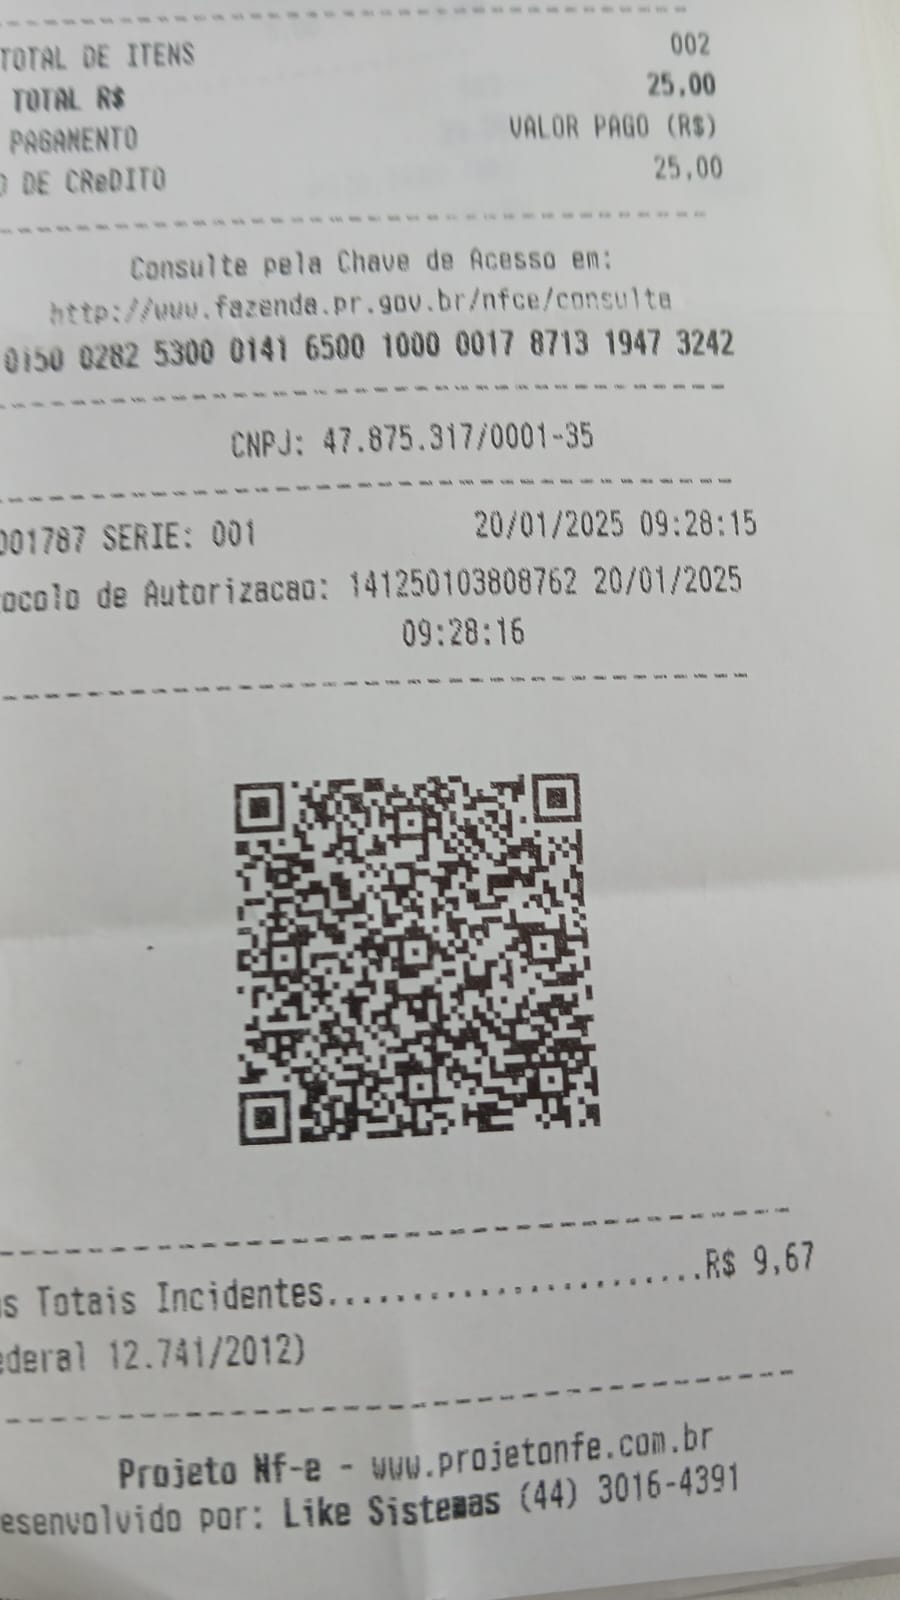 TOTAL DE ITENS 002
TOTAL R$ 25,00
PAGAMENTO VALOR PAGO (R$)
O DE CReDITO 25,00
Consulte pela Chave de Acesso em:
http://www.fazenda.pr.gov.br/nfce/consulta
0150 0282 5300 0141 6500 1000 0017 8713 1947 3242
CNPJ: 47.875.317/0001-35
001787 SERIE: 001 20/01/2025 09:28:15
ocolo de Autorizacao: 141250103808762 20/01/2025
09:28:16
s Totais Incidentes.......................R$ 9,67
ederal 12.741/2012)
Projeto Nf-e - www.projetonfe.com.br
esenvolvido por: Like Sistemas (44) 3016-4391